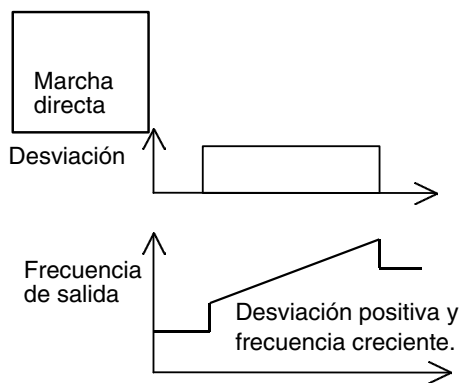 Marcha
directa
Desviación
Frecuencia
de salida
Desviación positiva y
frecuencia creciente.